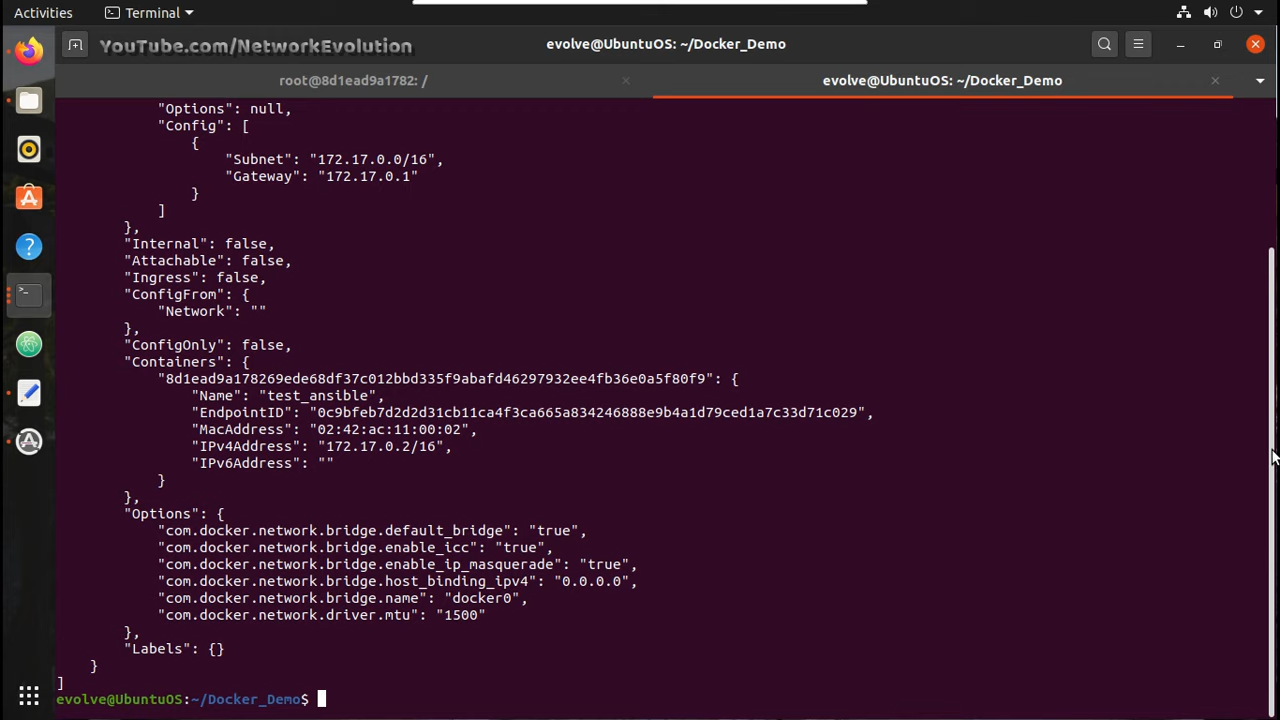 Activities
Terminal
YouTube.com/NetworkEvolution
evolve@UbuntuOS: ~/Docker_Demo
root@8d1ead9a1782: /
evolve@UbuntuOS: ~/Docker_Demo
"Options": null,
"Config": [
{
"Subnet": "172.17.0.0/16",
"Gateway": "172.17.0.1"
}
]
},
"Internal": false,
"Attachable": false,
"Ingress": false,
"ConfigFrom": {
"Network": ""
},
"ConfigOnly": false,
"Containers": {
"8d1ead9a178269ede68df37c012bbd335f9abafd46297932ee4fb36e0a5f80f9": {
"Name": "test_ansible",
"EndpointID": "0c9bfeb7d2d2d31cb11ca4f3ca665a834246888e9b4a1d79ced1a7c33d71c029",
"MacAddress": "02:42:ac:11:00:02",
"IPv4Address": "172.17.0.2/16",
"IPv6Address": ""
}
},
"Options": {
"com.docker.network.bridge.default_bridge": "true",
"com.docker.network.bridge.enable_icc": "true",
"com.docker.network.bridge.enable_ip_masquerade": "true",
"com.docker.network.bridge.host_binding_ipv4": "0.0.0.0",
"com.docker.network.bridge.name": "docker0",
"com.docker.network.driver.mtu": "1500"
},
"Labels": {}
}
]
evolve@UbuntuOS:~/Docker_Demo$